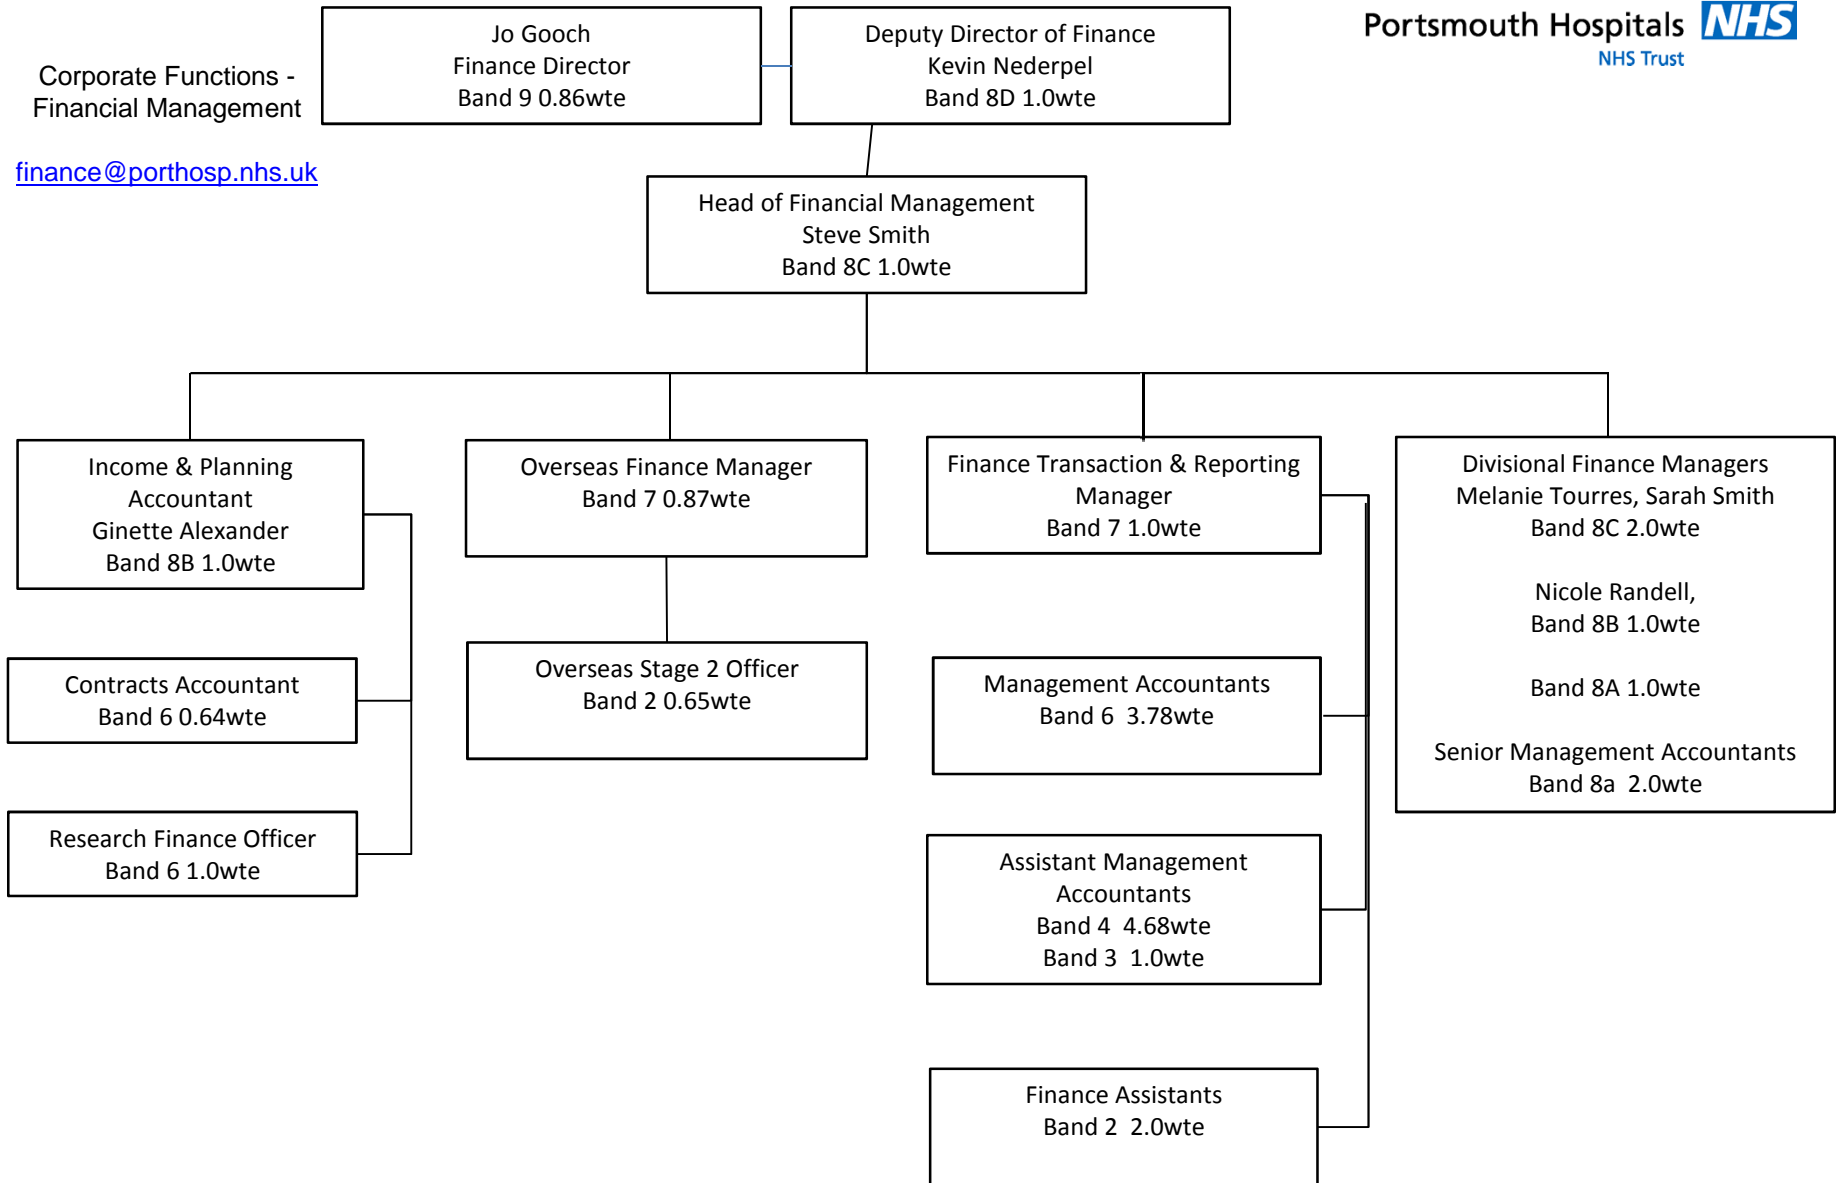 Corporate Functions -
Financial Management
finance@porthosp.nhs.uk
Jo Gooch
Finance Director
Band 9 0.86wte
Deputy Director of Finance
Kevin Nederpel
Band 8D 1.0wte
Portsmouth Hospitals NHS
NHS Trust
Head of Financial Management
Steve Smith
Band 8C 1.0wte
Income & Planning
Accountant
Ginette Alexander
Band 8B 1.0wte
Contracts Accountant
Band 6 0.64wte
Research Finance Officer
Band 6 1.0wte
Overseas Finance Manager
Band 7 0.87wte
Overseas Stage 2 Officer
Band 2 0.65wte
Finance Transaction & Reporting
Manager
Band 7 1.0wte
Management Accountants
Band 6  3.78wte
Assistant Management
Accountants
Band 4  4.68wte
Band 3  1.0wte
Finance Assistants
Band 2  2.0wte
Divisional Finance Managers
Melanie Tourres, Sarah Smith
Band 8C 2.0wte
Nicole Randell,
Band 8B 1.0wte
Band 8A 1.0wte
Senior Management Accountants
Band 8a  2.0wte